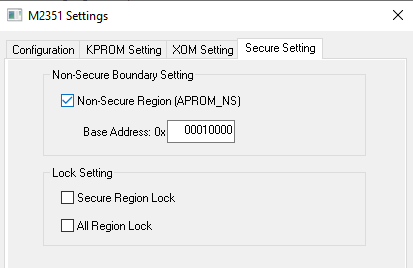 M2351 Settings
Configuration KPROM Setting XOM Setting Secure Setting
Non-Secure Boundary Setting
Non-Secure Region (APROM_NS)
Base Address: 0x 00010000
Lock Setting
Secure Region Lock
All Region Lock